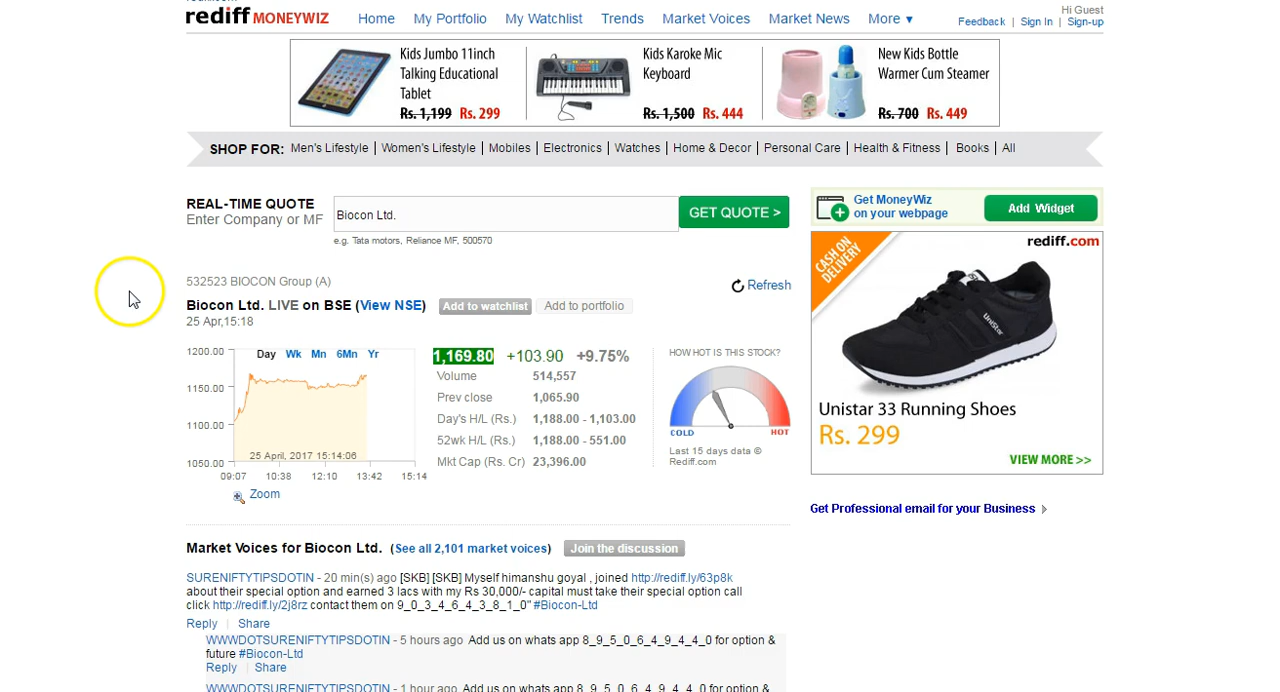 rediff MONEYWIZ
Home My Portfolio My Watchlist Trends Market Voices Market News More ▼
Hi Guest
Feedback | Sign In | Sign-up
Kids Jumbo 11inch
Talking Educational
Tablet
Rs. 1,199 Rs. 299
Kids Karoke Mic
Keyboard
Rs. 1,500 Rs. 444
New Kids Bottle
Warmer Cum Steamer
Rs. 700 Rs. 449
SHOP FOR: Men's Lifestyle | Women's Lifestyle | Mobiles | Electronics | Watches | Home & Decor | Personal Care | Health & Fitness | Books | All
REAL-TIME QUOTE
Enter Company or MF
Biocon Ltd.
GET QUOTE >
e.g. Tata motors, Reliance MF, 500570
Get MoneyWiz
on your webpage
Add Widget
532523 BIOCON Group (A)
Refresh
Biocon Ltd. LIVE on BSE (View NSE) Add to watchlist Add to portfolio
25 Apr,15:18
Day Wk Mn 6Mn Yr
1200.00
1150.00
1100.00
1050.00
25 April, 2017 15:14:06
09:07 10:38 12:10 13:42 15:14
Zoom
1,169.80 +103.90 +9.75%
Volume 514,557
Prev close 1,065.90
Day's H/L (Rs.) 1,188.00 - 1,103.00
52wk H/L (Rs.) 1,188.00 - 551.00
Mkt Cap (Rs. Cr) 23,396.00
HOW HOT IS THIS STOCK?
COLD HOT
Last 15 days data ©
Rediff.com
CASH ON
DELIVERY
rediff.com
UniStar
Unistar 33 Running Shoes
Rs. 299
VIEW MORE >>
Get Professional email for your Business
Market Voices for Biocon Ltd. (See all 2,101 market voices) Join the discussion
SURENIFTYTIPSDOTIN - 20 min(s) ago [SKB] [SKB] Myself himanshu goyal , joined http://rediff.ly/63p8k
about their special option and earned 3 lacs with my Rs 30,000/- capital must take their special option call
click http://rediff.ly/2j8rz contact them on 9_0_3_4_6_4_3_8_1_0" #Biocon-Ltd
Reply | Share
WWWDOTSURENIFTYTIPSDOTIN - 5 hours ago Add us on whats app 8_9_5_0_6_4_9_4_4_0 for option &
future #Biocon-Ltd
Reply | Share
WWWDOTSURENIFTYTIPSDOTIN - 1 hour ago Add us on whats app 8_9_5_0_6_4_9_4_4_0 for option &